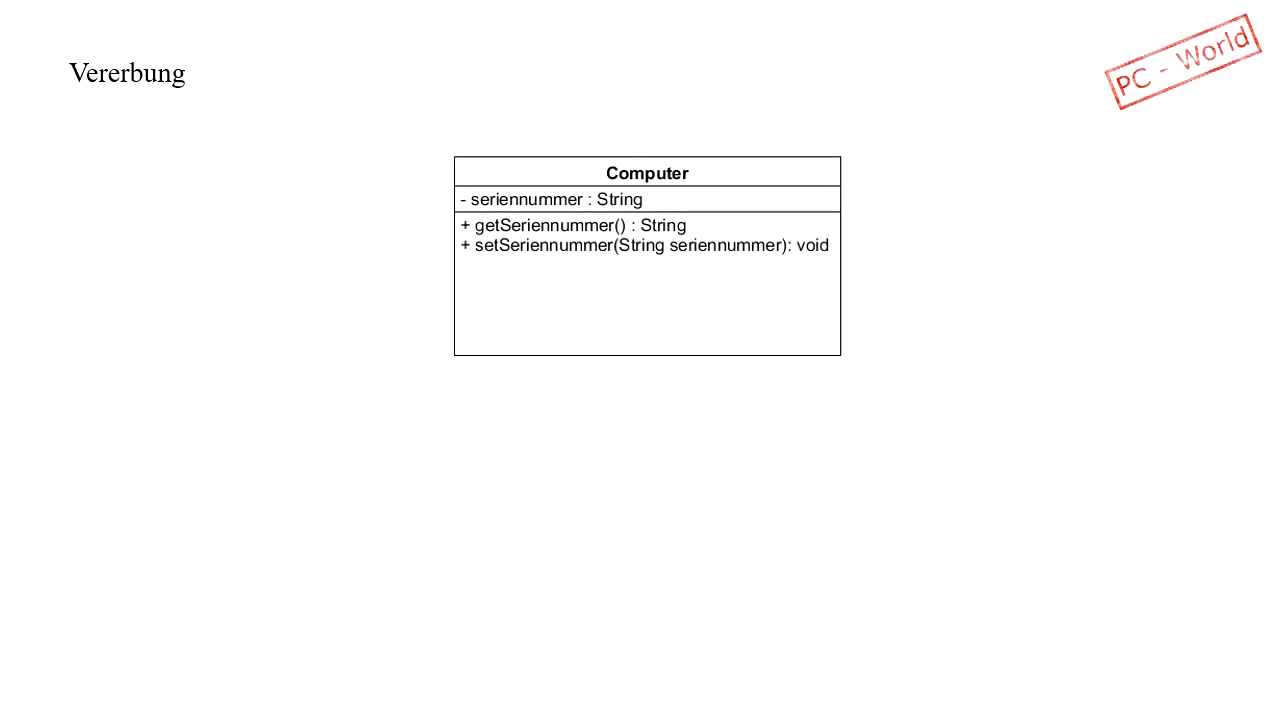 Vererbung
PC - World
Computer
- seriennummer : String
+ getSeriennummer() : String
+ setSeriennummer(String seriennummer): void